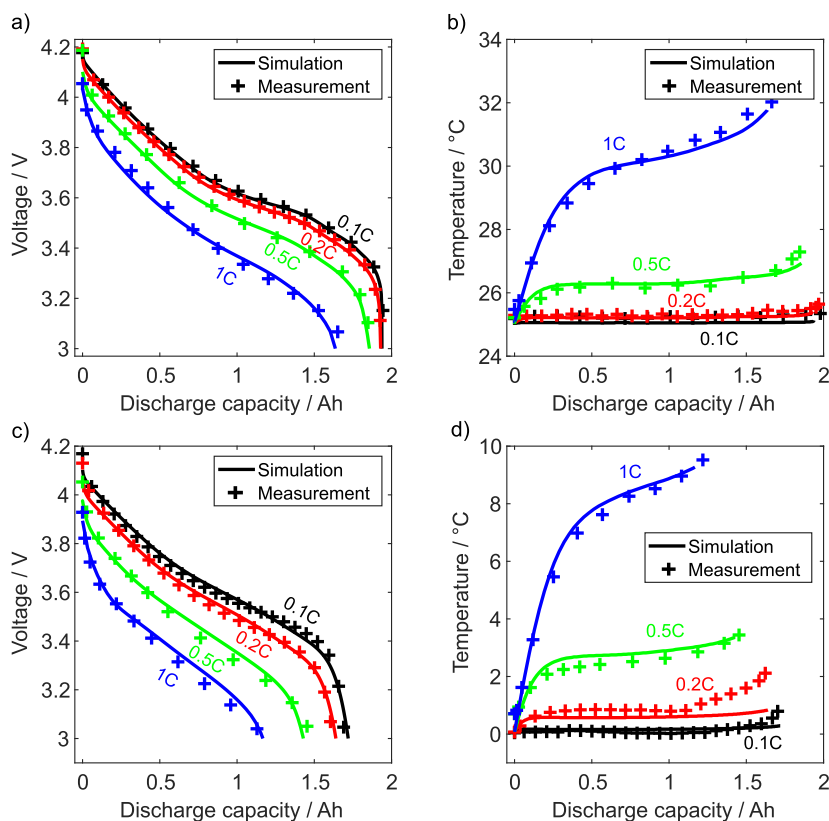 a)
4.2
4
3.8
3.6
3.4
3.2
3
Voltage / V
Simulation
Measurement
0.1C
0.2C
0.5C
1C
0
0.5
1
1.5
2
Discharge capacity / Ah
b)
34
32
30
28
26
24
Temperature / °C
Simulation
Measurement
1C
0.5C
0.2C
0.1C
0
0.5
1
1.5
2
Discharge capacity / Ah
c)
4.2
4
3.8
3.6
3.4
3.2
3
Voltage / V
Simulation
Measurement
0.1C
0.2C
0.5C
1C
0
0.5
1
1.5
2
Discharge capacity / Ah
d)
10
8
6
4
2
0
Temperature / °C
1C
Simulation
Measurement
0.5C
0.2C
0.1C
0
0.5
1
1.5
2
Discharge capacity / Ah